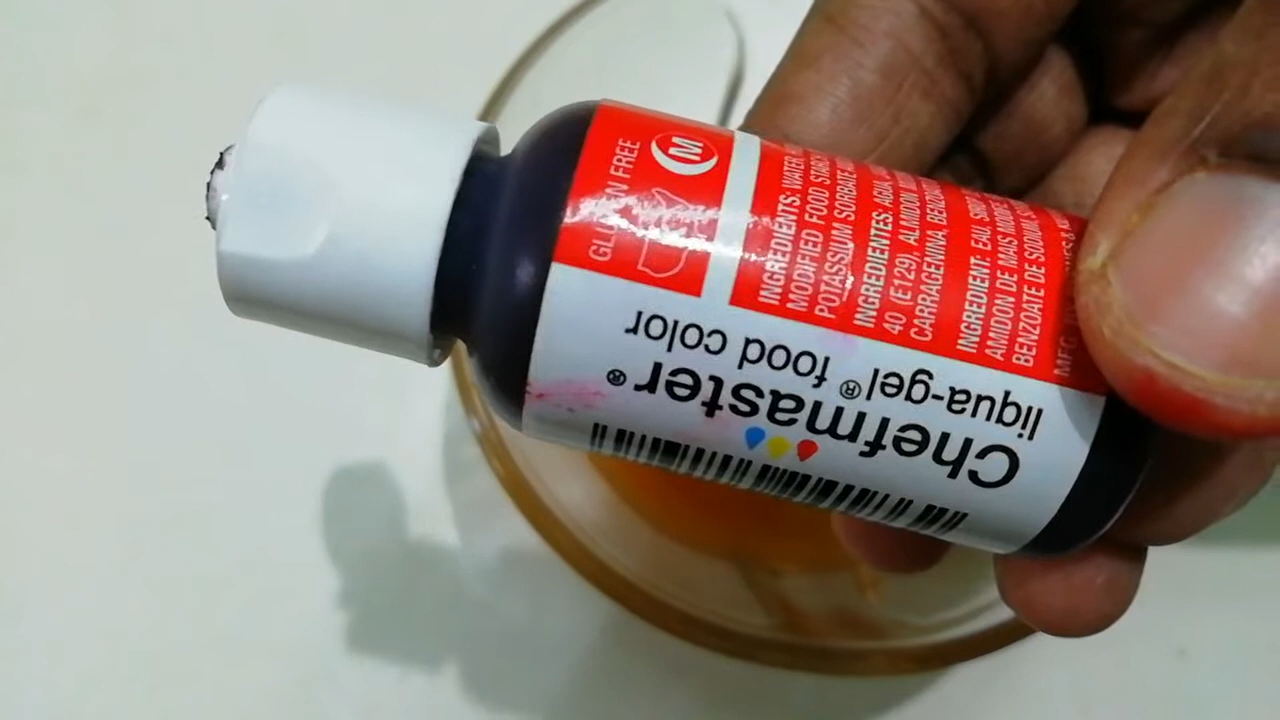 GLUTEN FREE
M
INGREDIENTS: WATER,
MODIFIED FOOD STARCH
POTASSIUM SORBATE
INGREDIENTES: AGUA,
40 (E129), ALMIDON
CARRAGENINA,
INGREDIENT: EAU,
AMIDON DE MAIS MODIFIE
BENZOATE DE SODIUM,
MFG.
Chefmaster®
liqua-gel® food color